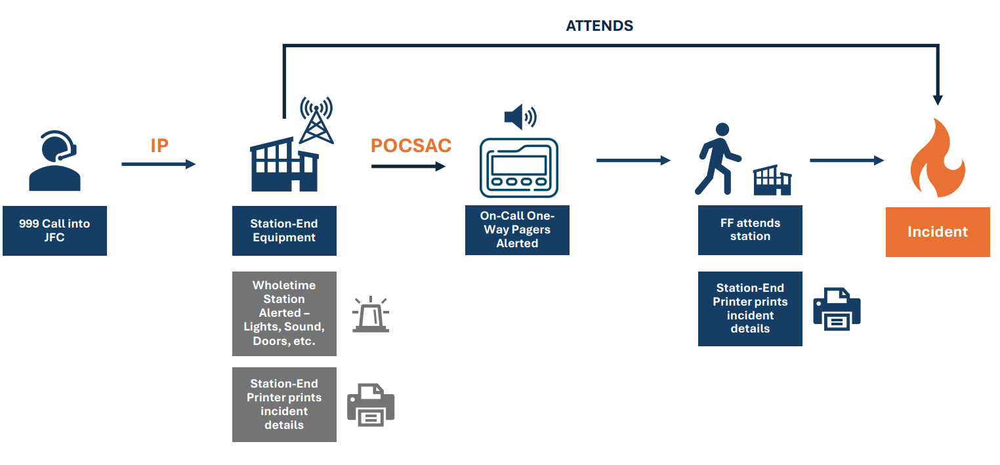 ATTENDS
IP
POCSAC
999 Call into
JFC
Station-End
Equipment
On-Call One-
Way Pagers
Alerted
FF attends
station
Incident
Wholetime
Station
Alerted –
Lights, Sound,
Doors, etc.
Station-End
Printer prints
incident
details
Station-End
Printer prints
incident
details